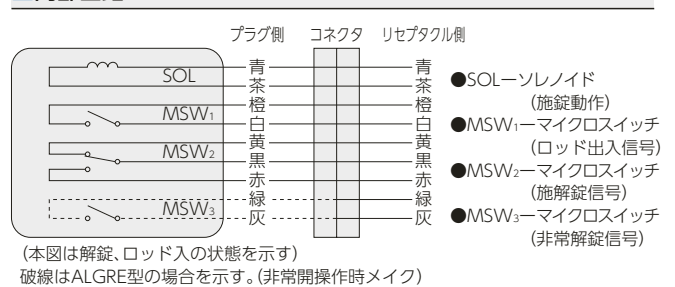 プラグ側 コネクタ リセプタクル側
SOL 青 青
茶 茶
MSW1 橙 橙
白 白
MSW2 黄 黄
黒 黒
赤 赤
MSW3 緑 緑
灰 灰
●SOLーソレノイド
(施錠動作)
●MSW1ーマイクロスイッチ
(ロッド出入信号)
●MSW2ーマイクロスイッチ
(施解錠信号)
●MSW3ーマイクロスイッチ
(非常解錠信号)
(本図は解錠、ロッド入の状態を示す)
破線はALGRE型の場合を示す。(非常開操作時メイク)